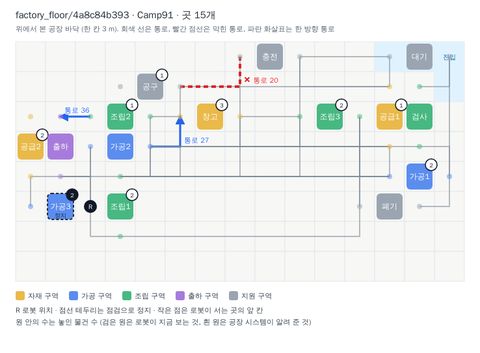 factory_floor/4a8c84b393 · Camp91 · 곳 15개
위에서 본 공장 바닥 (한 칸 3 m). 회색 선은 통로, 빨간 점선은 막힌 통로, 파란 화살표는 한 방향 통로
충전
대기
진입
공구
1
✕ 통로 20
통로 36
조립2
1
창고
3
조립3
2
공급1
1
검사
공급2
2
출하
가공2
통로 27
가공1
2
가공3
2
정지
R
조립1
2
폐기
자재 구역
가공 구역
조립 구역
출하 구역
지원 구역
R 로봇 위치 · 점선 테두리는 점검으로 정지 · 작은 점은 로봇이 서는 곳의 앞 칸
원 안의 수는 놓인 물건 수 (검은 원은 로봇이 지금 보는 것, 흰 원은 공장 시스템이 알려 준 것)